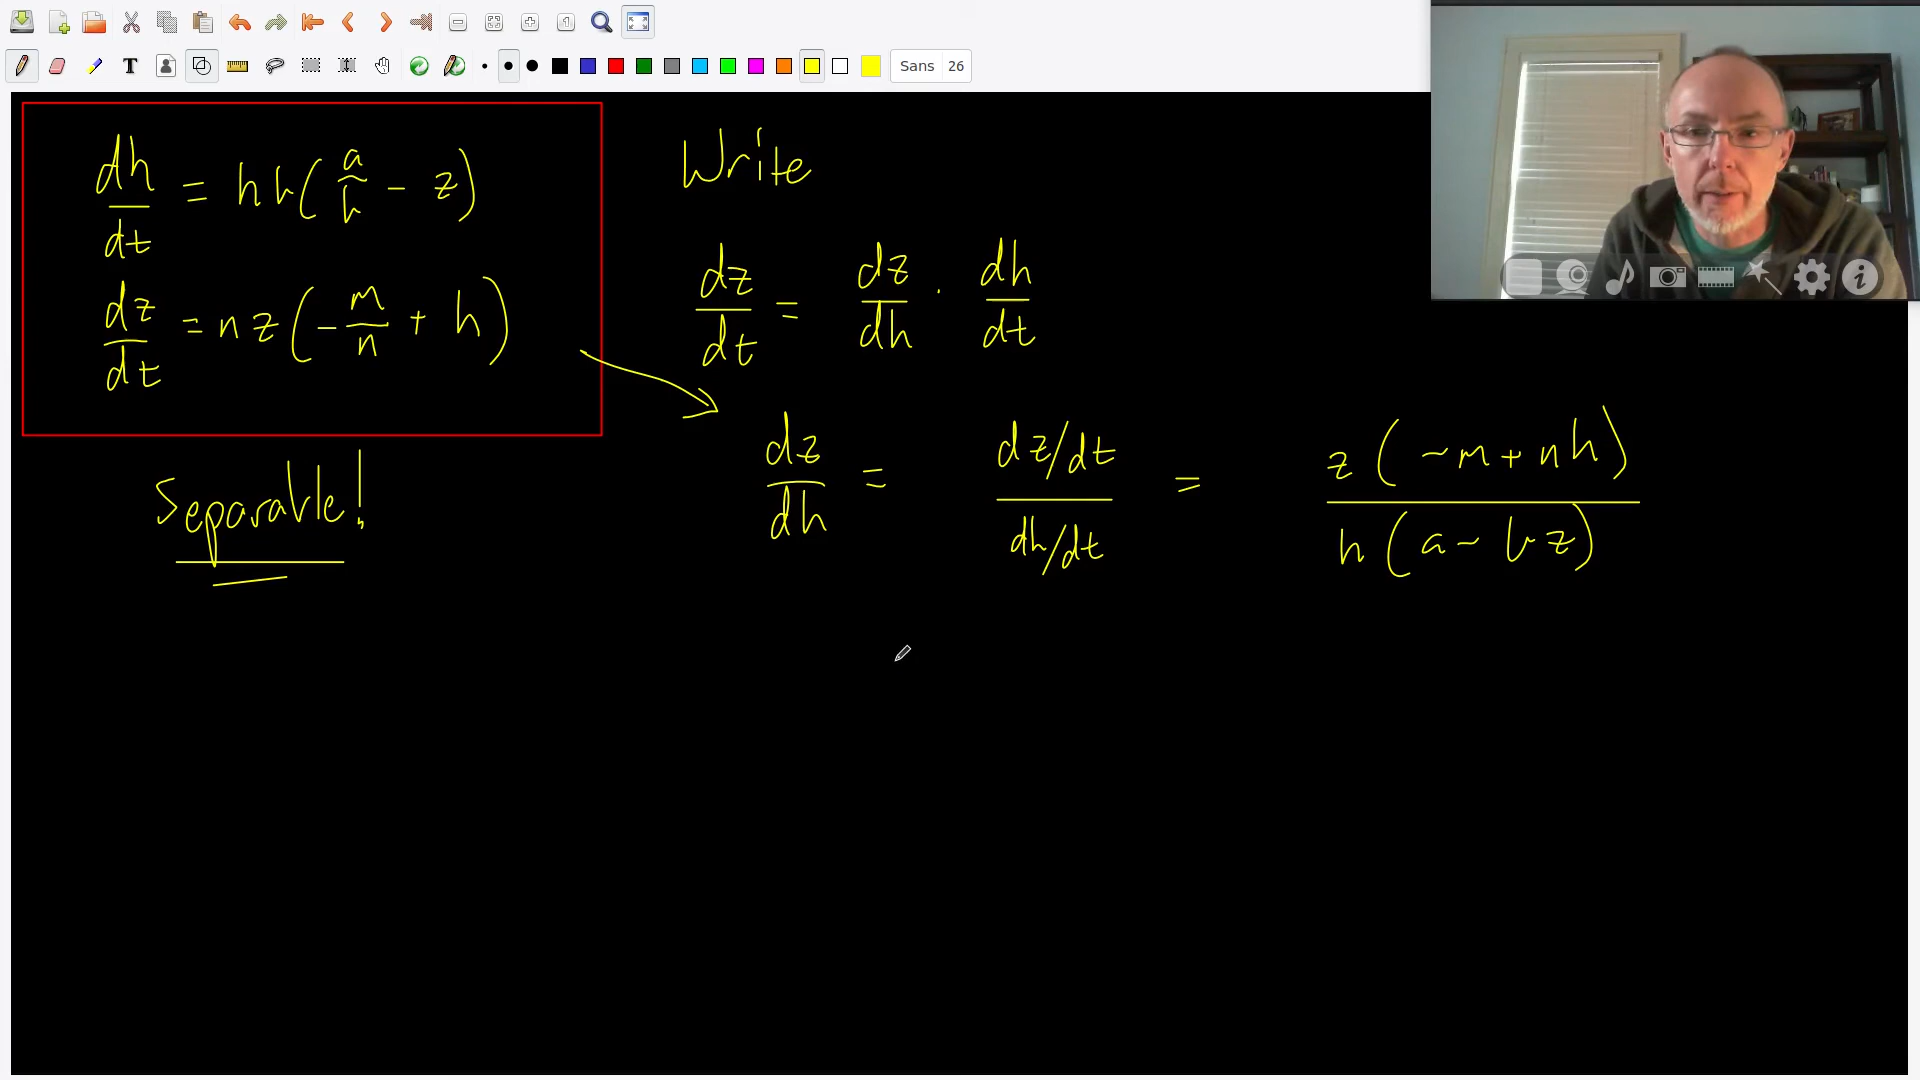 Sans 26
dh/dt = hb(a/b - z)
dz/dt = nz(-m/n + h)
Separable!
Write
dz/dt = dz/dh · dh/dt
dz/dh = (dz/dt)/(dh/dt) = z(-m+nh)/h(a-bz)